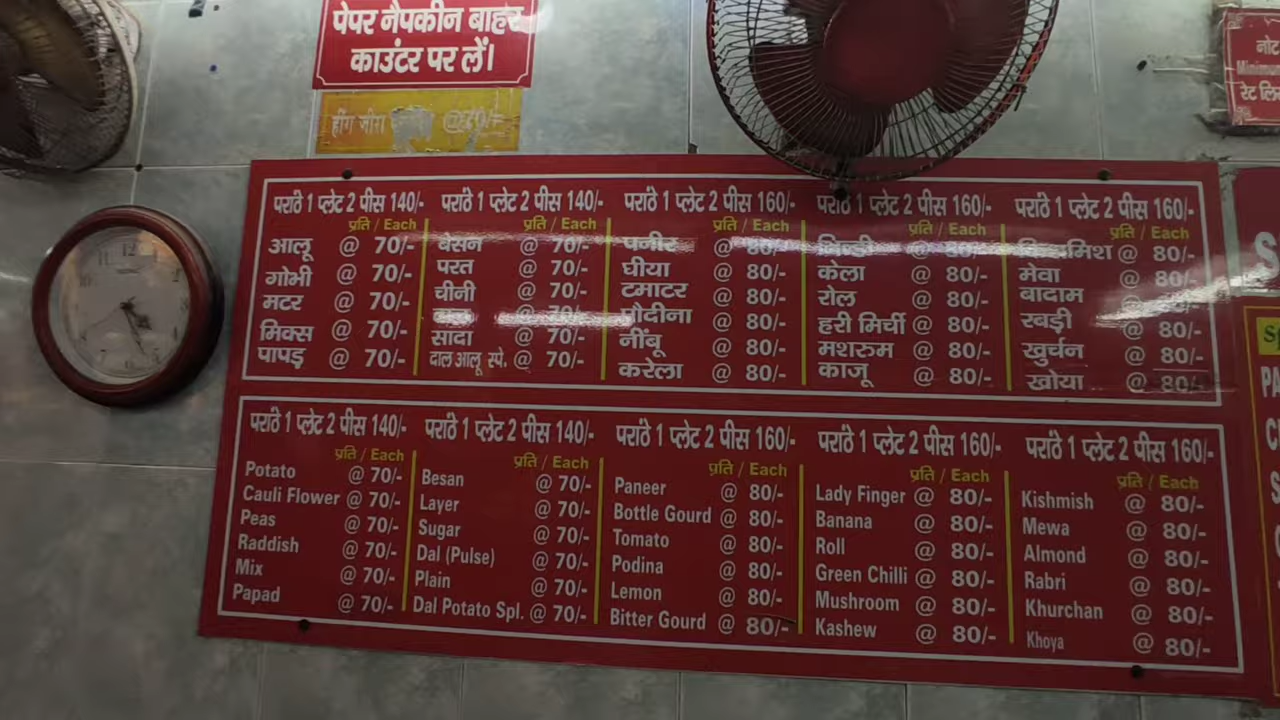 पेपर नैपकीन बाहर
काउंटर पर लें।
हींग जीरा @70/-
नोट
Minimum
रेट लि
पराठे 1 प्लेट 2 पीस 140/-
प्रति / Each
आलू @ 70/-
गोभी @ 70/-
मटर @ 70/-
मिक्स @ 70/-
पापड़ @ 70/-
पराठे 1 प्लेट 2 पीस 140/-
प्रति / Each
बेसन @ 70/-
परत @ 70/-
चीनी @ 70/-
@ 70/-
सादा @ 70/-
दाल आलू स्पे. @ 70/-
पराठे 1 प्लेट 2 पीस 160/-
प्रति / Each
पनीर @ 80/-
घीया @ 80/-
टमाटर @ 80/-
पौदीना @ 80/-
नींबू @ 80/-
करेला @ 80/-
पराठे 1 प्लेट 2 पीस 160/-
प्रति / Each
भिन्डी @ 80/-
केला @ 80/-
रोल @ 80/-
हरी मिर्ची @ 80/-
मशरुम @ 80/-
काजू @ 80/-
पराठे 1 प्लेट 2 पीस 160/-
प्रति / Each
@ 80/-
मेवा @ 80/-
बादाम @ 80/-
रबड़ी @ 80/-
खुर्चन @ 80/-
खोया @ 80/-
पराठे 1 प्लेट 2 पीस 140/-
प्रति / Each
Potato @ 70/-
Cauli Flower @ 70/-
Peas @ 70/-
Raddish @ 70/-
Mix @ 70/-
Papad @ 70/-
पराठे 1 प्लेट 2 पीस 140/-
प्रति / Each
Besan @ 70/-
Layer @ 70/-
Sugar @ 70/-
Dal (Pulse) @ 70/-
Plain @ 70/-
Dal Potato Spl. @ 70/-
पराठे 1 प्लेट 2 पीस 160/-
प्रति / Each
Paneer @ 80/-
Bottle Gourd @ 80/-
Tomato @ 80/-
Podina @ 80/-
Lemon @ 80/-
Bitter Gourd @ 80/-
पराठे 1 प्लेट 2 पीस 160/-
प्रति / Each
Lady Finger @ 80/-
Banana @ 80/-
Roll @ 80/-
Green Chilli @ 80/-
Mushroom @ 80/-
Kashew @ 80/-
पराठे 1 प्लेट 2 पीस 160/-
प्रति / Each
Kishmish @ 80/-
Mewa @ 80/-
Almond @ 80/-
Rabri @ 80/-
Khurchan @ 80/-
Khoya @ 80/-